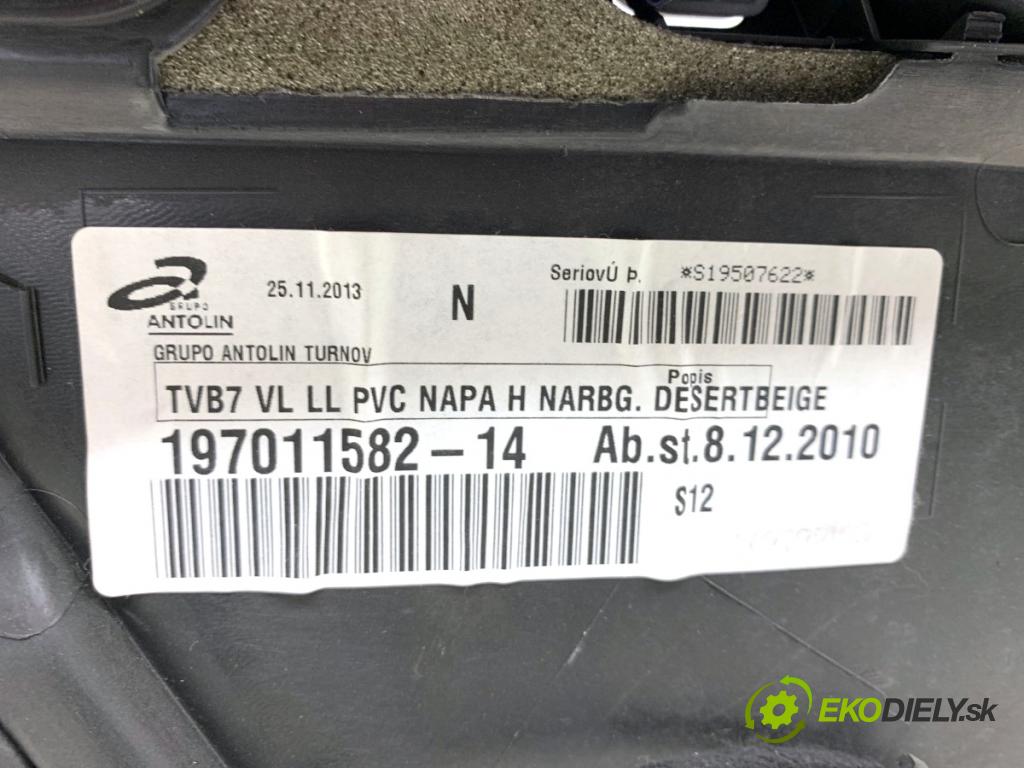 GRUPO
ANTOLIN
25.11.2013
N
SeriovÚ Þ.
*S19507622*
GRUPO ANTOLIN TURNOV
Popis
TVB7 VL LL PVC NAPA H NARBG. DESERTBEIGE
197011582-14
Ab.st.8.12.2010
S12
EKODIELY.sk